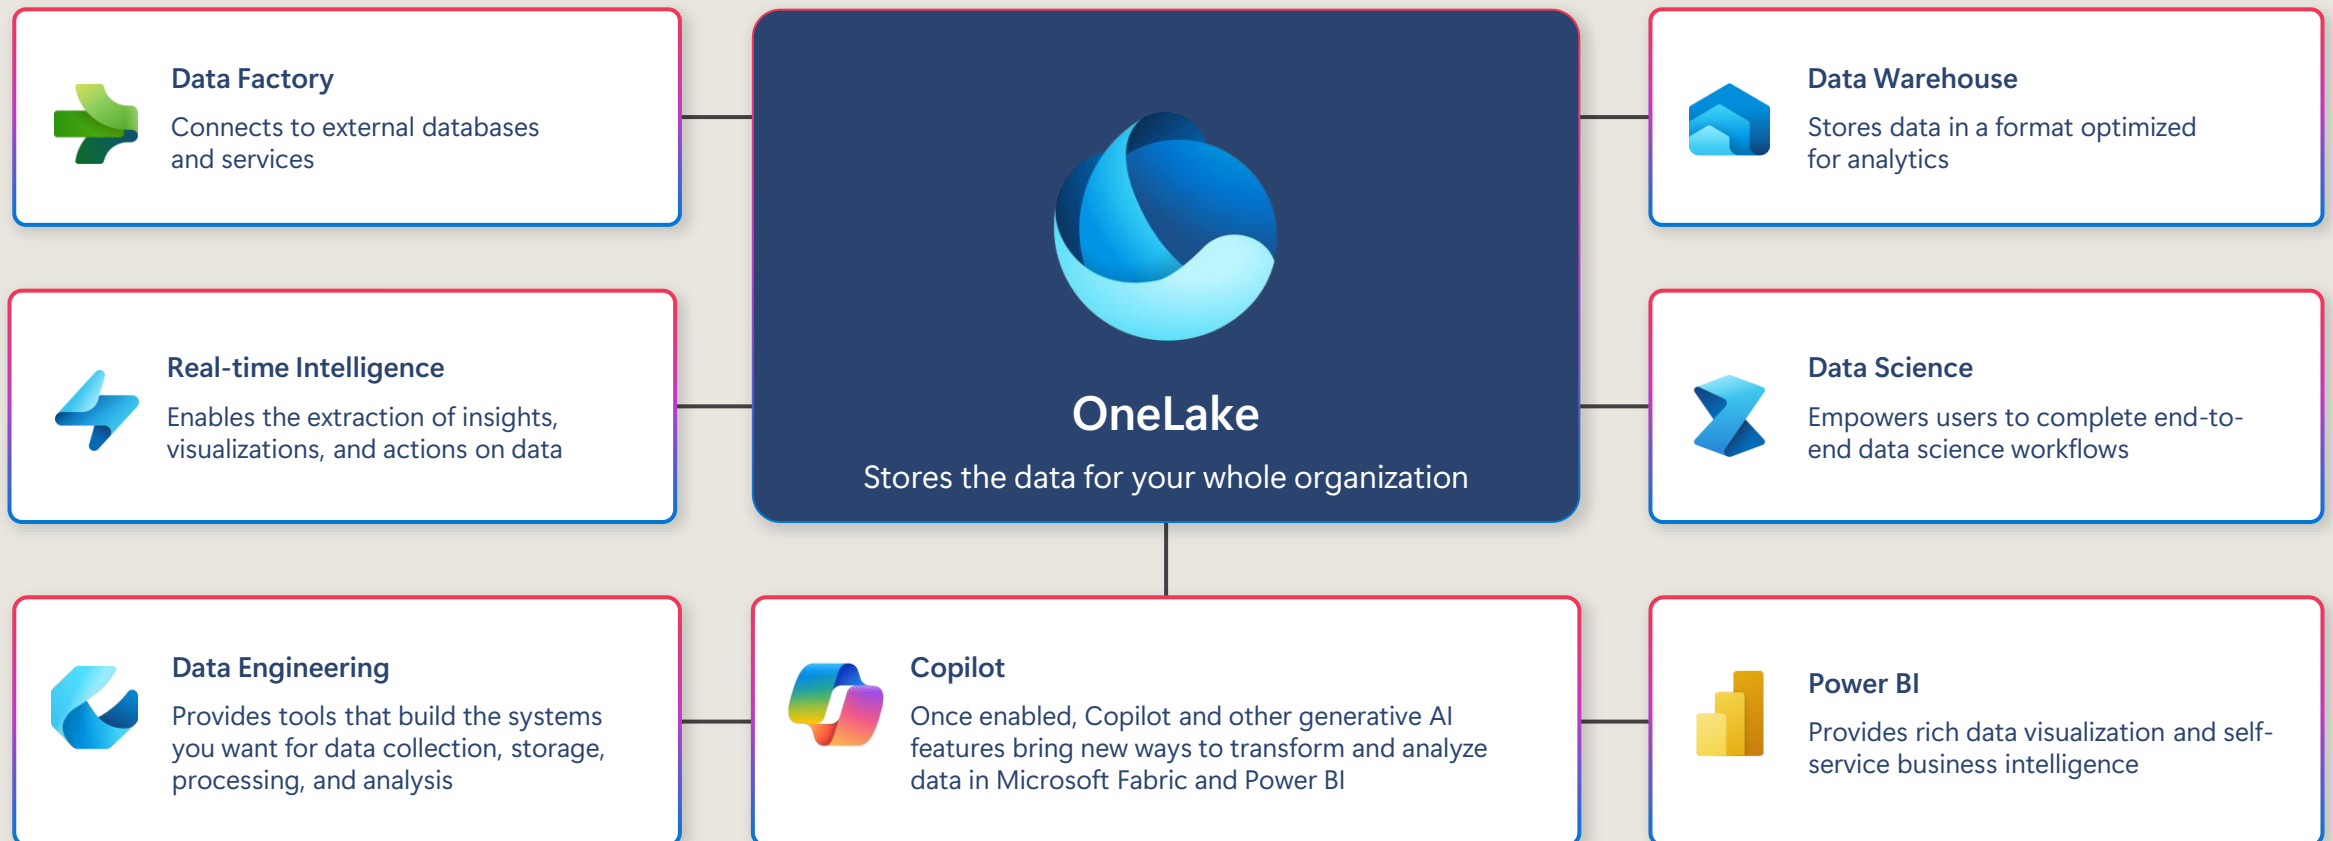 Data Factory
Connects to external databases
and services
OneLake
Stores the data for your whole organization
Data Warehouse
Stores data in a format optimized
for analytics
Real-time Intelligence
Enables the extraction of insights,
visualizations, and actions on data
Data Science
Empowers users to complete end-to-
end data science workflows
Data Engineering
Provides tools that build the systems
you want for data collection, storage,
processing, and analysis
Copilot
Once enabled, Copilot and other generative AI
features bring new ways to transform and analyze
data in Microsoft Fabric and Power BI
Power BI
Provides rich data visualization and self-
service business intelligence